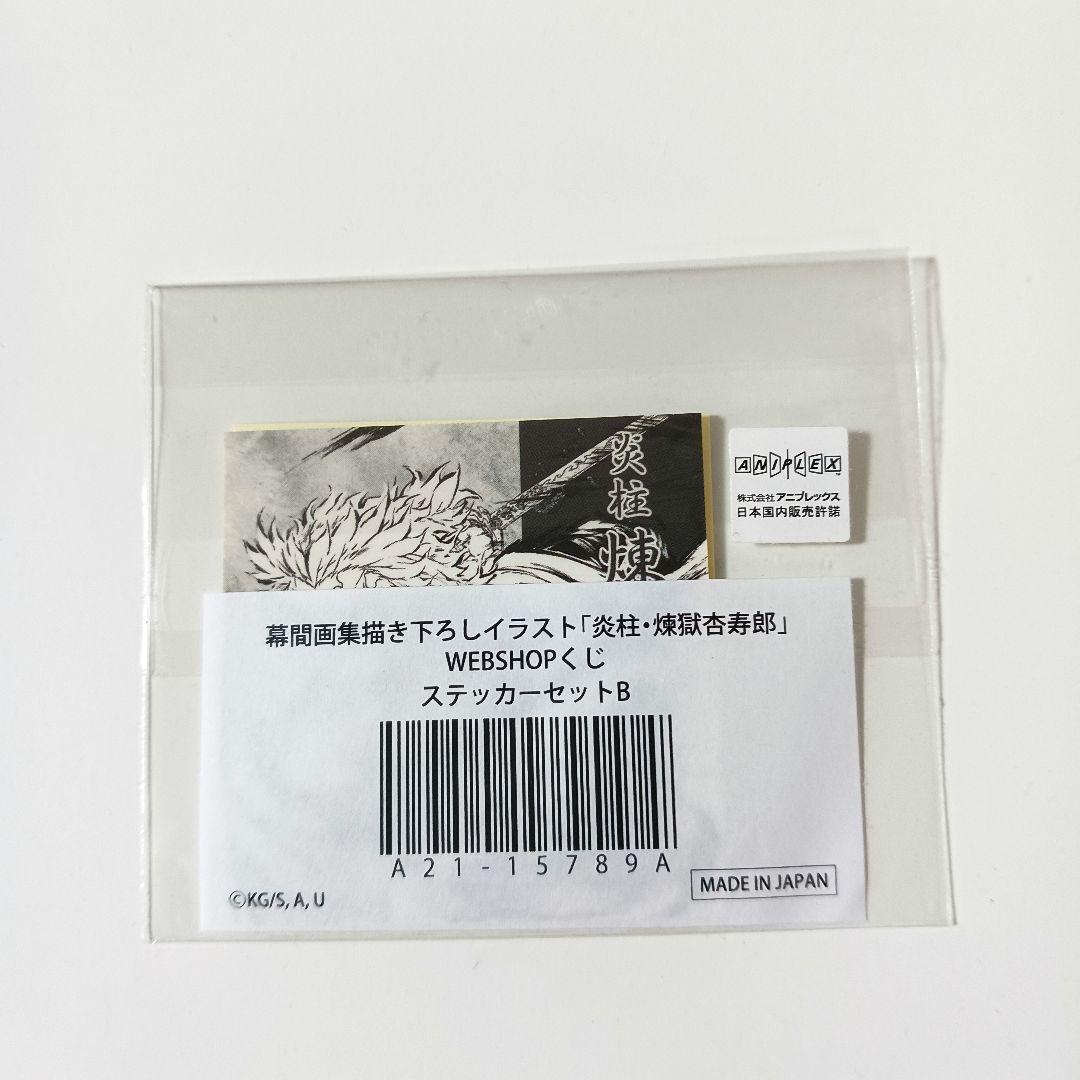 炎柱 煉
ANIPLEX
株式会社 アニプレックス
日本国内販売許諾
幕間画集描き下ろしイラスト「炎柱・煉獄杏寿郎」
WEBSHOPくじ
ステッカーセットB
A21-15789A
©KG/S, A, U
MADE IN JAPAN